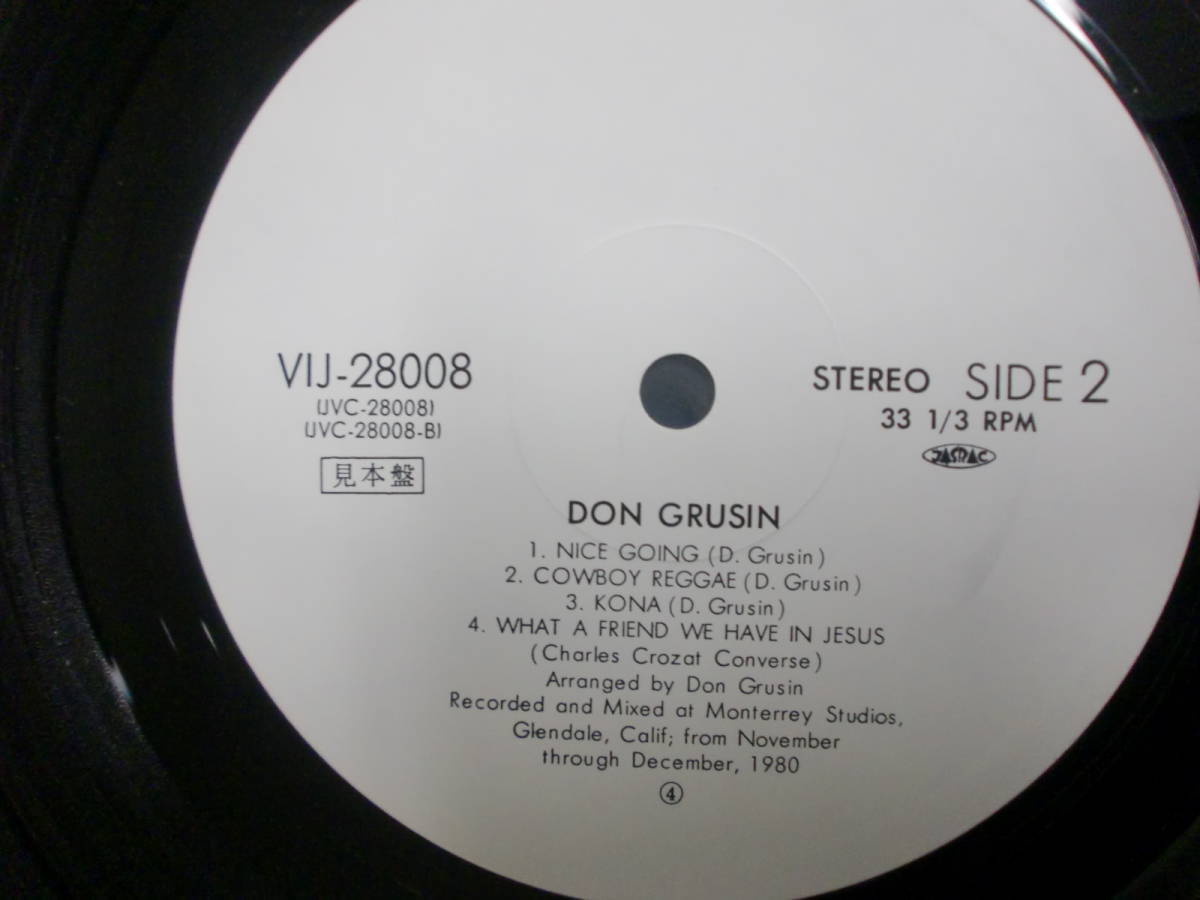 VIJ-28008
(JVC-28008)
(JVC-28008-B)
見本盤
STEREO SIDE 2
33 1/3 RPM
JASRAC
DON GRUSIN
1. NICE GOING (D. Grusin)
2. COWBOY REGGAE (D. Grusin)
3. KONA (D. Grusin)
4. WHAT A FRIEND WE HAVE IN JESUS
(Charles Crozat Converse)
Arranged by Don Grusin
Recorded and Mixed at Monterrey Studios,
Glendale, Calif; from November
through December, 1980
④